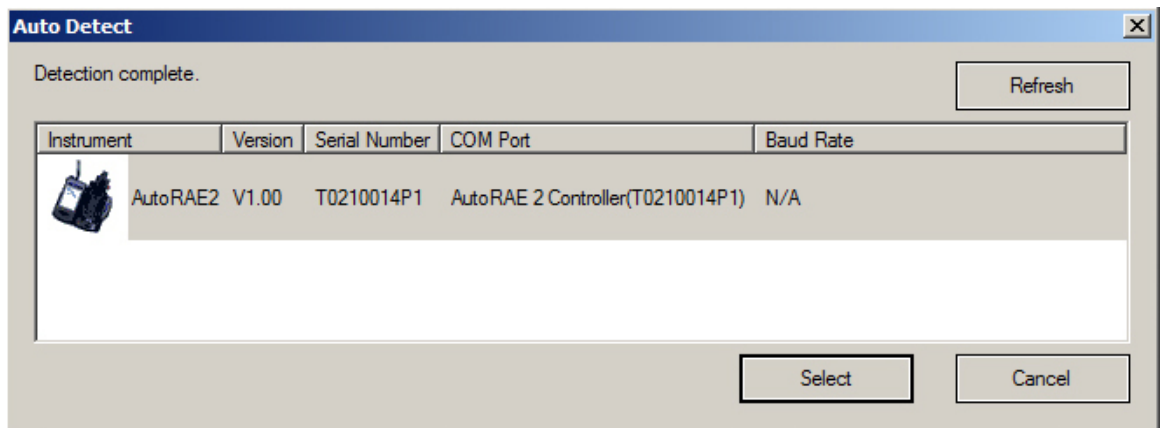 Auto Detect
Detection complete.
Refresh
Instrument Version Serial Number COM Port Baud Rate
AutoRAE2 V1.00 T0210014P1 AutoRAE 2 Controller(T0210014P1) N/A
Select Cancel